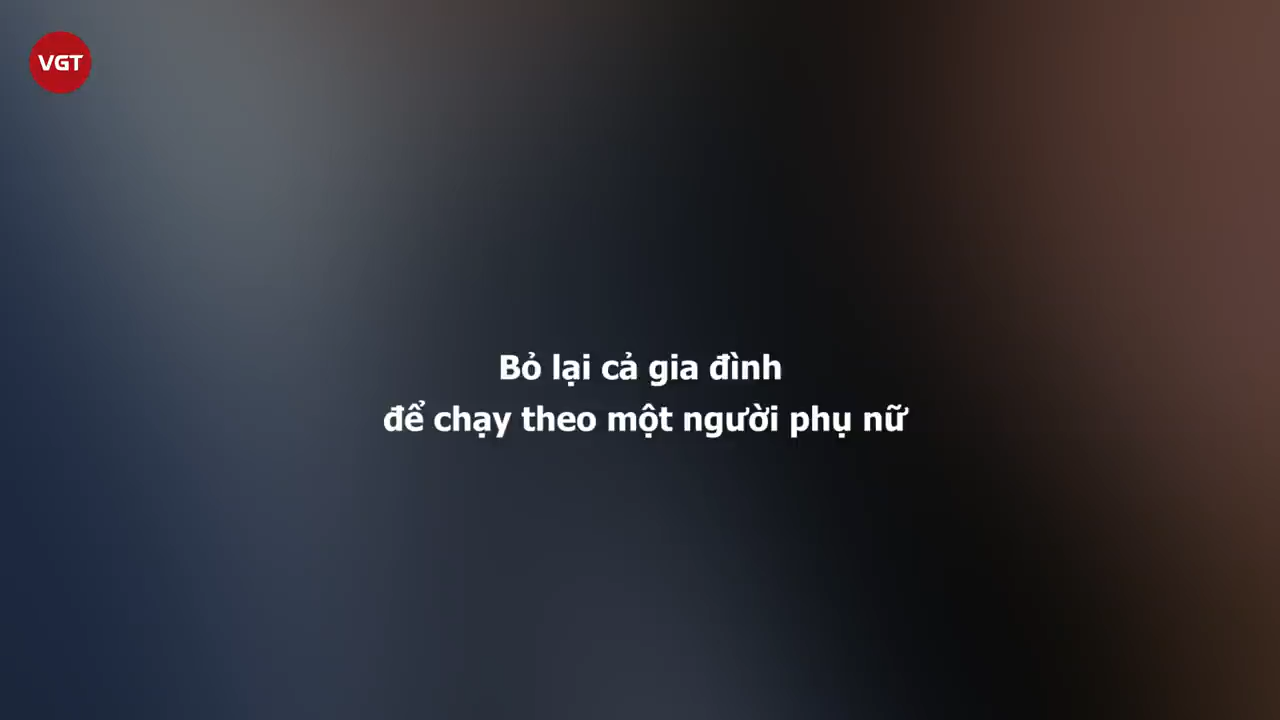 VGT
Bỏ lại cả gia đình
để chạy theo một người phụ nữ